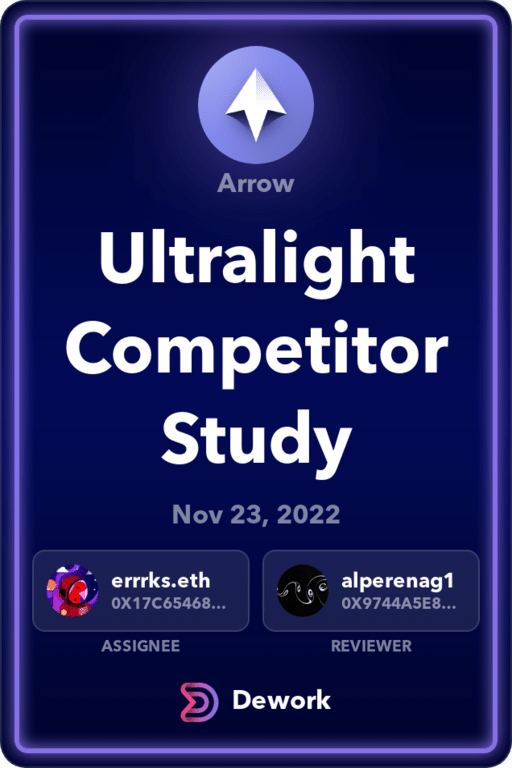 Arrow
Ultralight
Competitor
Study
Nov 23, 2022
errrks.eth
0X17C65468...
ASSIGNEE
alperenag1
0X9744A5E8...
REVIEWER
Dework